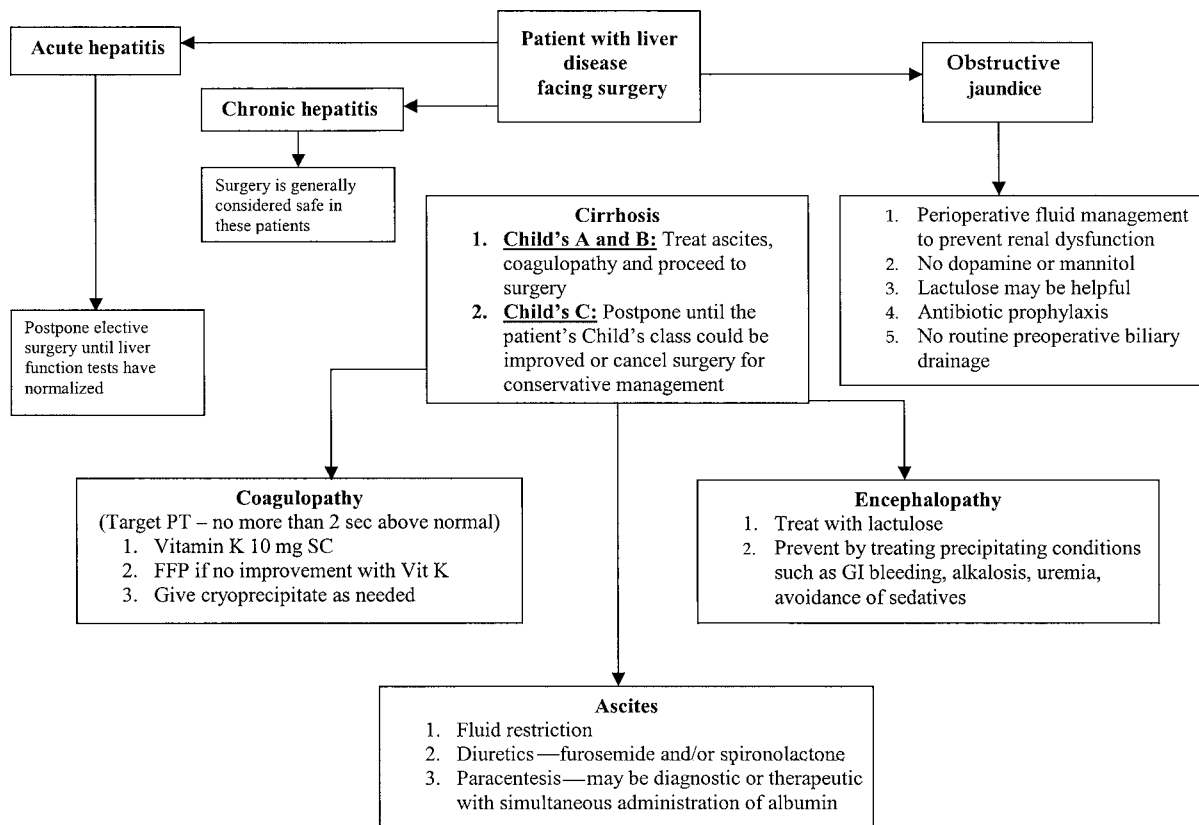 Patient with liver
disease
facing surgery
Acute hepatitis
Chronic hepatitis
Obstructive
jaundice
Surgery is generally
considered safe in
these patients
Postpone elective
surgery until liver
function tests have
normalized
Cirrhosis
1. Child's A and B: Treat ascites,
coagulopathy and proceed to
surgery
2. Child's C: Postpone until the
patient's Child's class could be
improved or cancel surgery for
conservative management
1. Perioperative fluid management
to prevent renal dysfunction
2. No dopamine or mannitol
3. Lactulose may be helpful
4. Antibiotic prophylaxis
5. No routine preoperative biliary
drainage
Coagulopathy
(Target PT – no more than 2 sec above normal)
1. Vitamin K 10 mg SC
2. FFP if no improvement with Vit K
3. Give cryoprecipitate as needed
Encephalopathy
1. Treat with lactulose
2. Prevent by treating precipitating conditions
such as GI bleeding, alkalosis, uremia,
avoidance of sedatives
Ascites
1. Fluid restriction
2. Diuretics—furosemide and/or spironolactone
3. Paracentesis—may be diagnostic or therapeutic
with simultaneous administration of albumin